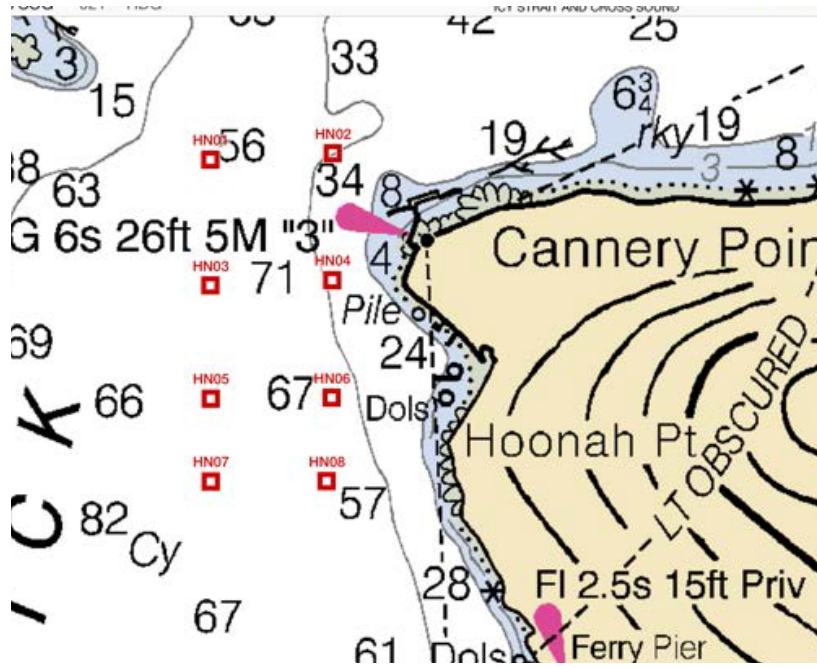 ICY STRAIT AND CROSS SOUND
42
25
33
3
15
6¾
19
rky
19
HN01
56
HN02
3
8
63
34
8
G 6s 26ft 5M "3"
4
Cannery Poin
HN03
71
HN04
Pile
69
24
HN05
66
67
HN06
Dols
K
Hoonah Pt
LT OBSCURED
HN07
HN08
57
82
Cy
C
28
Fl 2.5s 15ft Priv
I
67
61
Dols
Ferry Pier